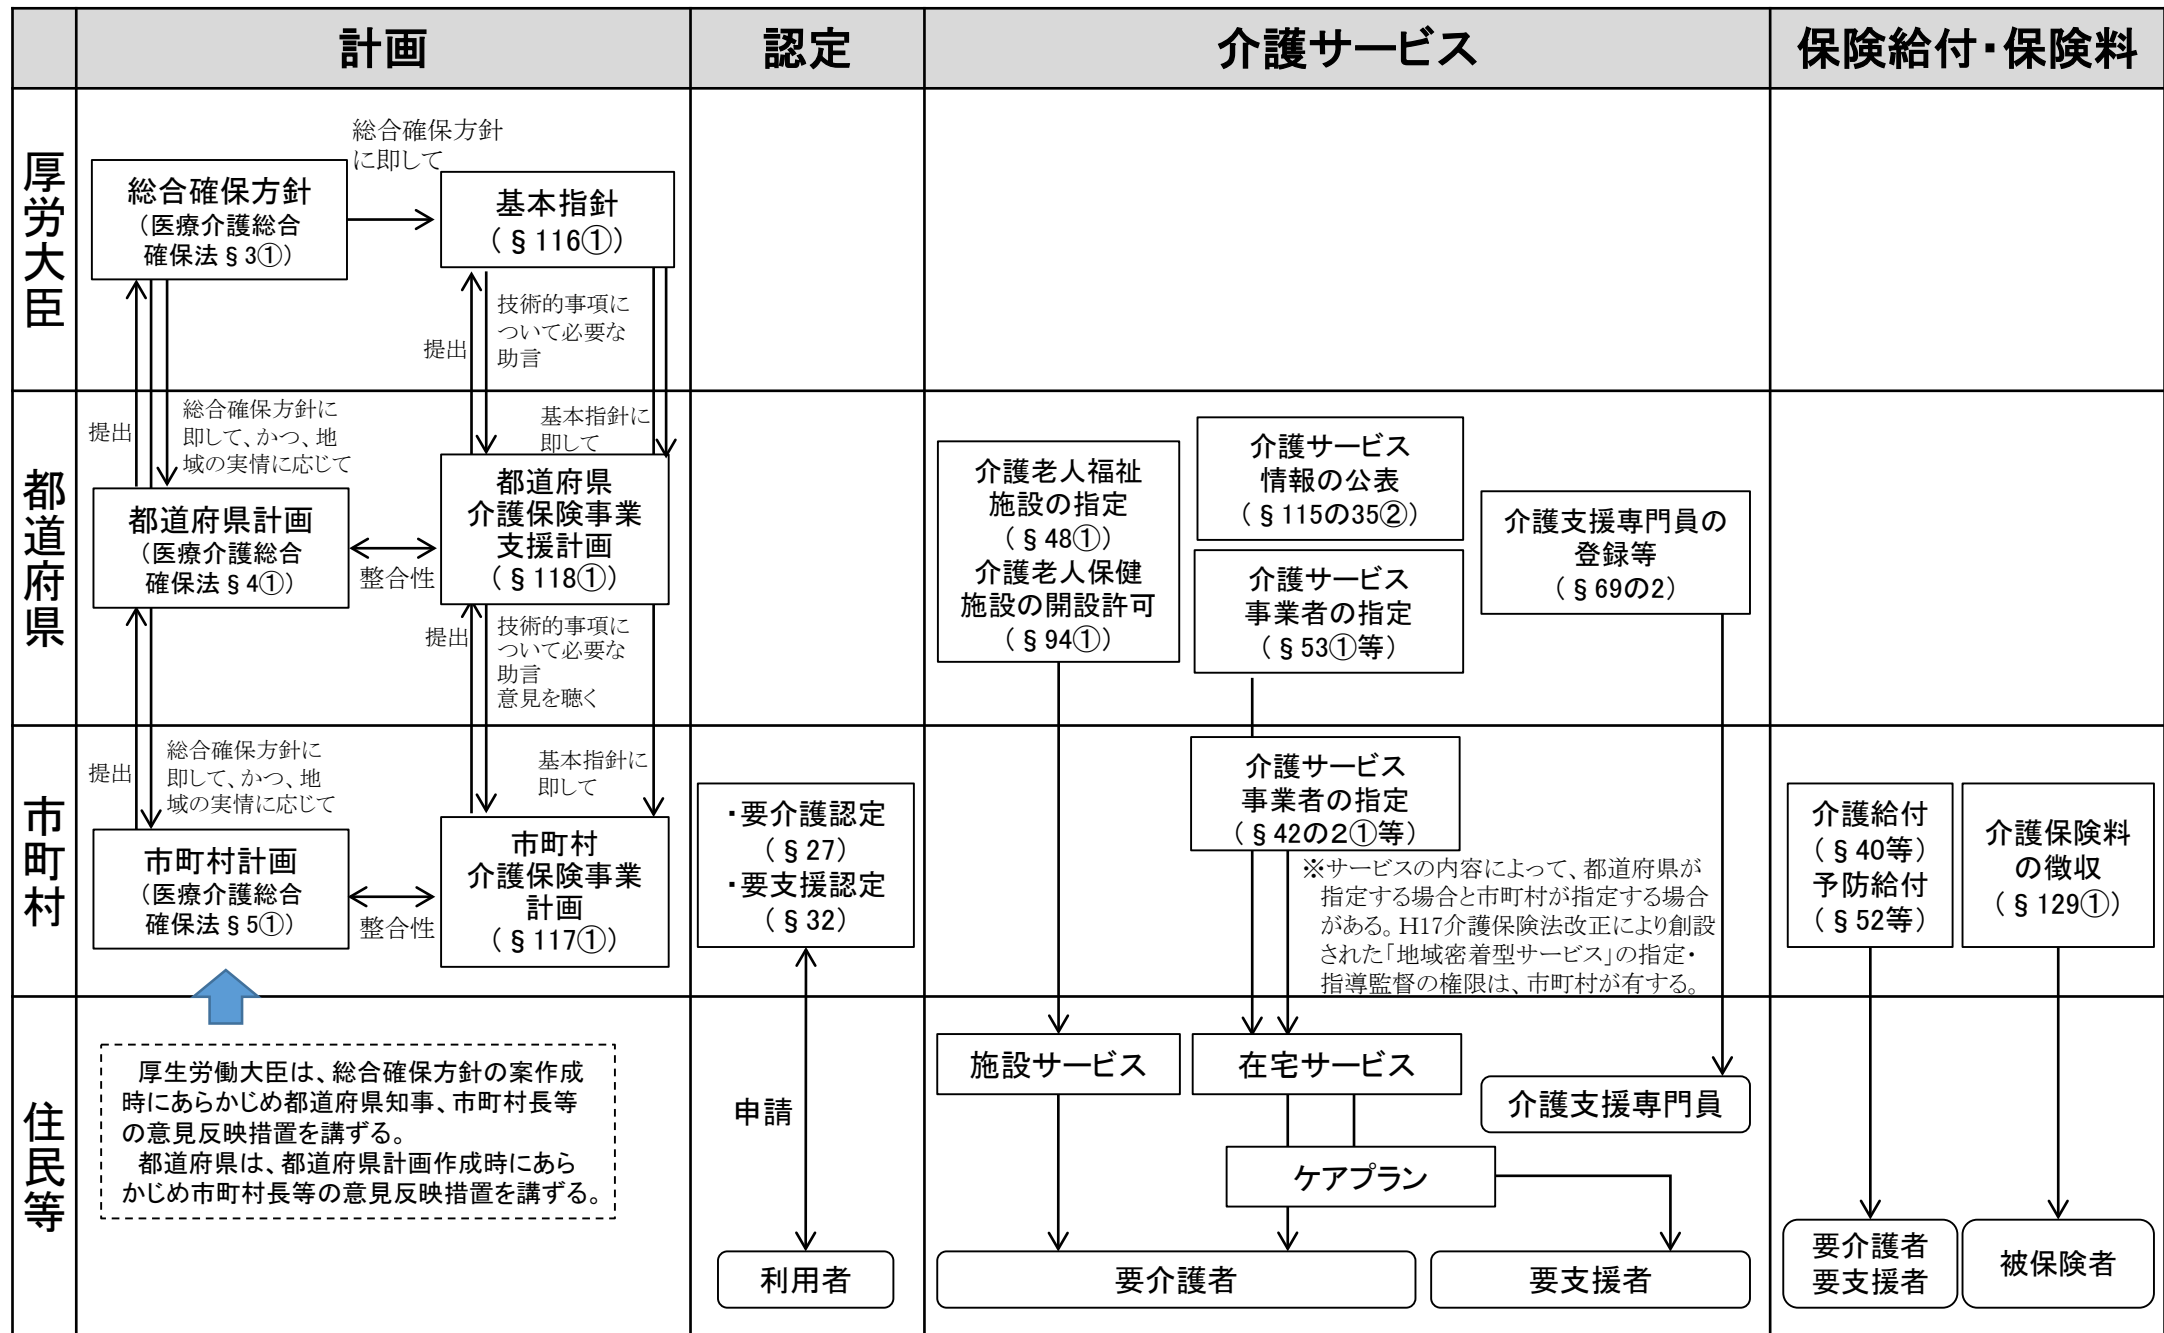 計画
認定
介護サービス
保険給付・保険料
厚労大臣
総合確保方針
に即して
総合確保方針
（医療介護総合
確保法§3①）
基本指針
（§116①）
提出
技術的事項に
ついて必要な
助言
都道府県
提出
総合確保方針に
即して、かつ、地
域の実情に応じて
基本指針に
即して
都道府県計画
（医療介護総合
確保法§4①）
整合性
都道府県
介護保険事業
支援計画
（§118①）
提出
技術的事項に
ついて必要な
助言
意見を聴く
介護老人福祉
施設の指定
（§48①）
介護老人保健
施設の開設許可
（§94①）
介護サービス
情報の公表
（§115の35②）
介護サービス
事業者の指定
（§53①等）
介護支援専門員の
登録等
（§69の2）
市町村
提出
総合確保方針に
即して、かつ、地
域の実情に応じて
基本指針に
即して
市町村計画
（医療介護総合
確保法§5①）
整合性
市町村
介護保険事業
計画
（§117①）
・要介護認定
（§27）
・要支援認定
（§32）
介護サービス
事業者の指定
（§42の２①等）
※サービスの内容によって、都道府県が
指定する場合と市町村が指定する場合
がある。H17介護保険法改正により創設
された「地域密着型サービス」の指定・
指導監督の権限は、市町村が有する。
介護給付
（§40等）
予防給付
（§52等）
介護保険料
の徴収
（§129①）
住民等
厚生労働大臣は、総合確保方針の案作成
時にあらかじめ都道府県知事、市町村長等
の意見反映措置を講ずる。
都道府県は、都道府県計画作成時にあら
かじめ市町村長等の意見反映措置を講ずる。
申請
利用者
施設サービス
在宅サービス
介護支援専門員
ケアプラン
要介護者
要支援者
要介護者
要支援者
被保険者